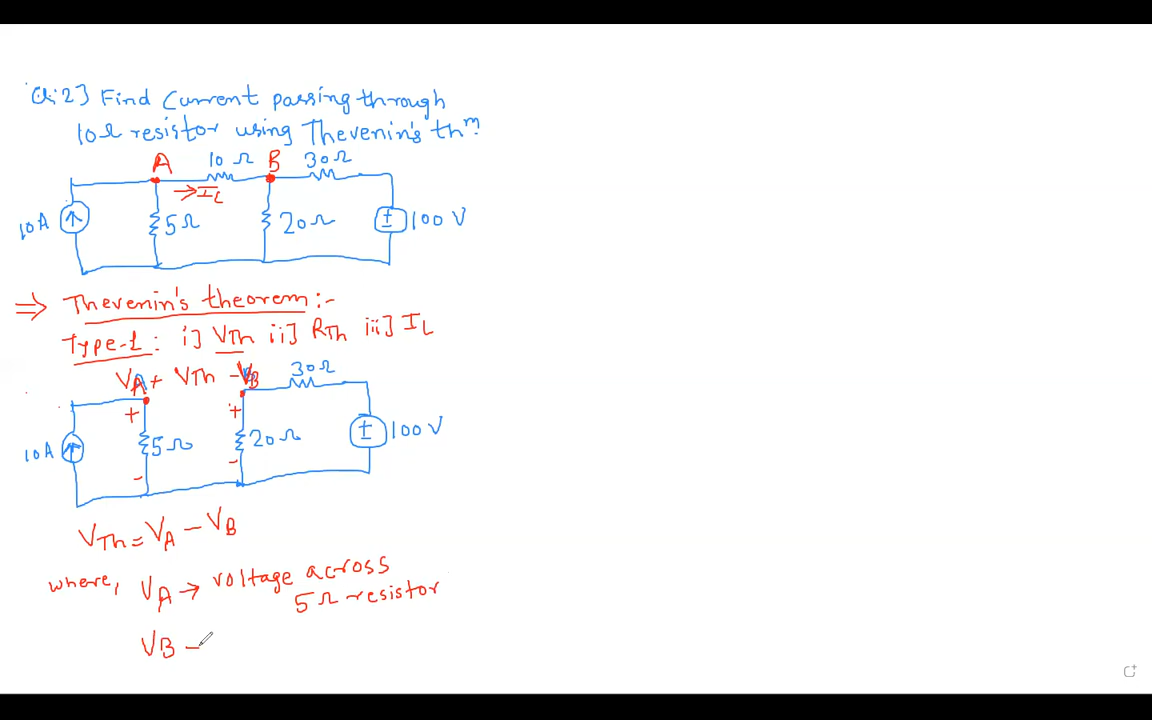 Q.2] Find Current passing through
10Ω resistor using Thevenin's thm?
A 10 Ω B 30Ω
→ IL
10A 5Ω 20Ω ± 100 V
⇒ Thevenin's theorem :-
Type-1 : i] VTh ii] RTh iii] IL
VA + VTh - VB 30Ω
+ +
10A 5Ω 20Ω ± 100 V
- -
VTh = VA - VB
where, VA → voltage across
5Ω resistor
VB -